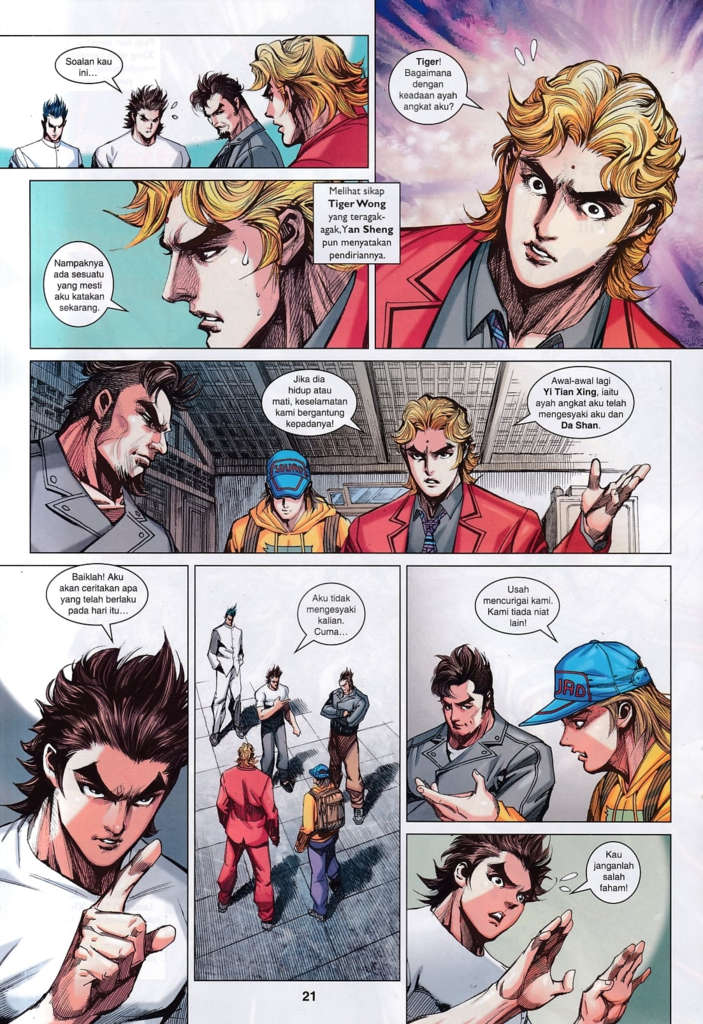 Soalan kau
ini...
Tiger!
Bagaimana
dengan
keadaan ayah
angkat aku?
Melihat sikap
Tiger Wong
yang teragak-
agak,Yan Sheng
pun menyatakan
pendiriannya.
Nampaknya
ada sesuatu
yang mesti
aku katakan
sekarang.
Jika dia
hidup atau
mati, keselamatan
kami bergantung
kepadanya!
Awal-awal lagi
Yi Tian Xing, iaitu
ayah angkat aku telah
mengesyaki aku dan
Da Shan.
Baiklah! Aku
akan ceritakan apa
yang telah berlaku
pada hari itu...
Aku tidak
mengesyaki
kalian.
Cuma...
Usah
mencurigai kami.
Kami tiada niat
lain!
Kau
janganlah
salah
faham!
21